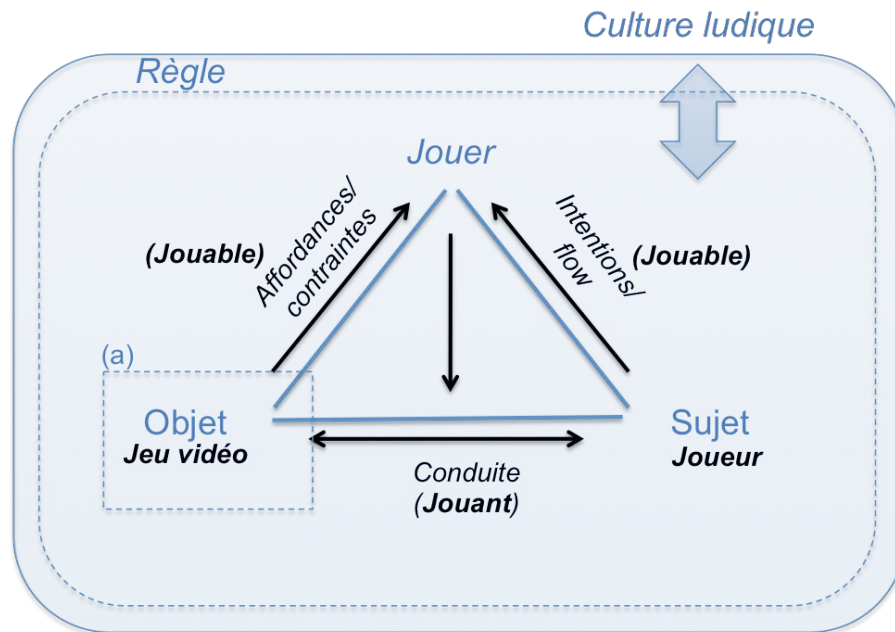 Culture ludique
Règle
Jouer
Affordances/
contraintes
(Jouable)
Intentions/
flow
(Jouable)
(a)
Objet
Jeu vidéo
Sujet
Joueur
Conduite
(Jouant)